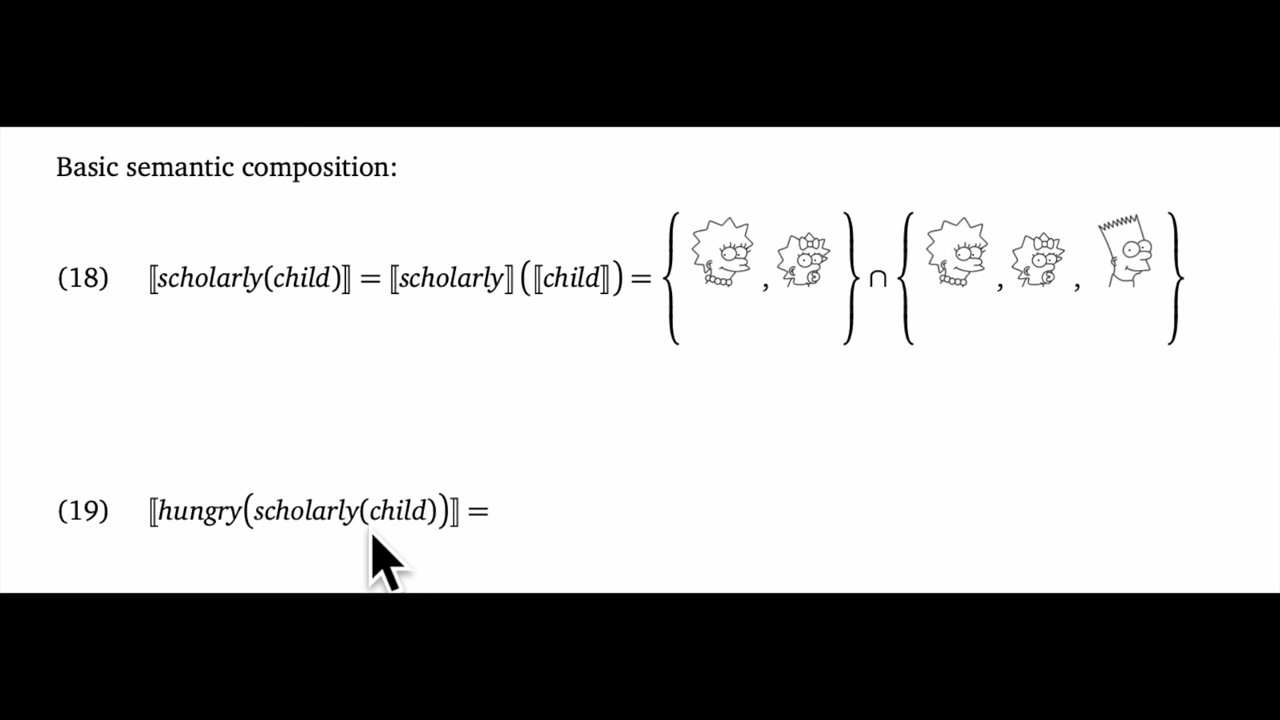 Basic semantic composition:
(18) ⟦scholarly(child)⟧ = ⟦scholarly⟧(⟦child⟧) = { , } ∩ { , , }
(19) ⟦hungry(scholarly(child))⟧ =